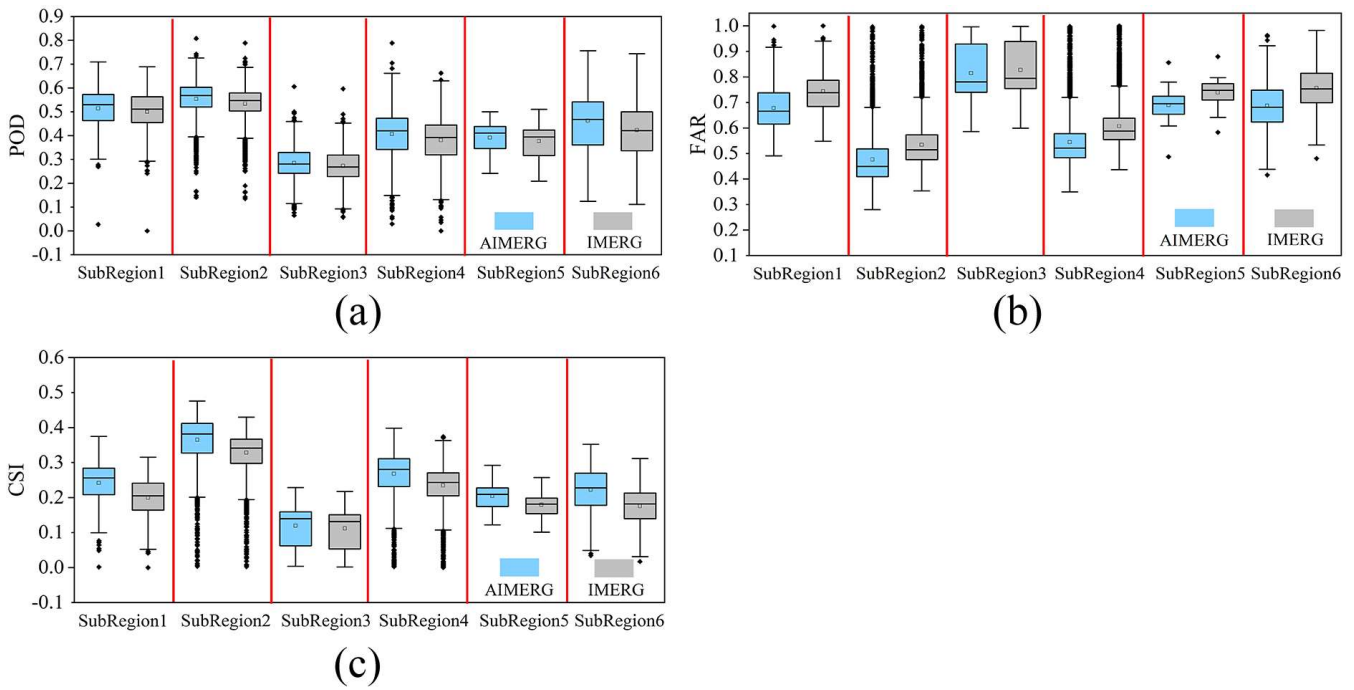 0.9
0.8
0.7
0.6
0.5
0.4
0.3
0.2
0.1
0.0
-0.1
POD
AIMERG IMERG
SubRegion1 SubRegion2 SubRegion3 SubRegion4 SubRegion5 SubRegion6
(a)
1.0
0.9
0.8
0.7
0.6
0.5
0.4
0.3
0.2
0.1
FAR
AIMERG IMERG
SubRegion1 SubRegion2 SubRegion3 SubRegion4 SubRegion5 SubRegion6
(b)
0.6
0.5
0.4
0.3
0.2
0.1
0.0
-0.1
CSI
AIMERG IMERG
SubRegion1 SubRegion2 SubRegion3 SubRegion4 SubRegion5 SubRegion6
(c)